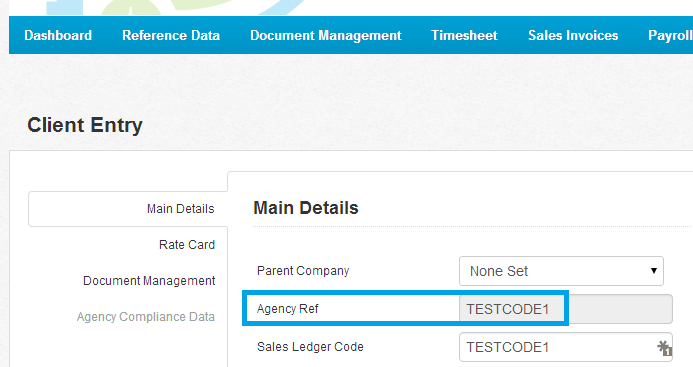 Dashboard Reference Data Document Management Timesheet Sales Invoices Payroll
Client Entry
Main Details
Rate Card
Document Management
Agency Compliance Data
Main Details
Parent Company None Set
Agency Ref TESTCODE1
Sales Ledger Code TESTCODE1 1